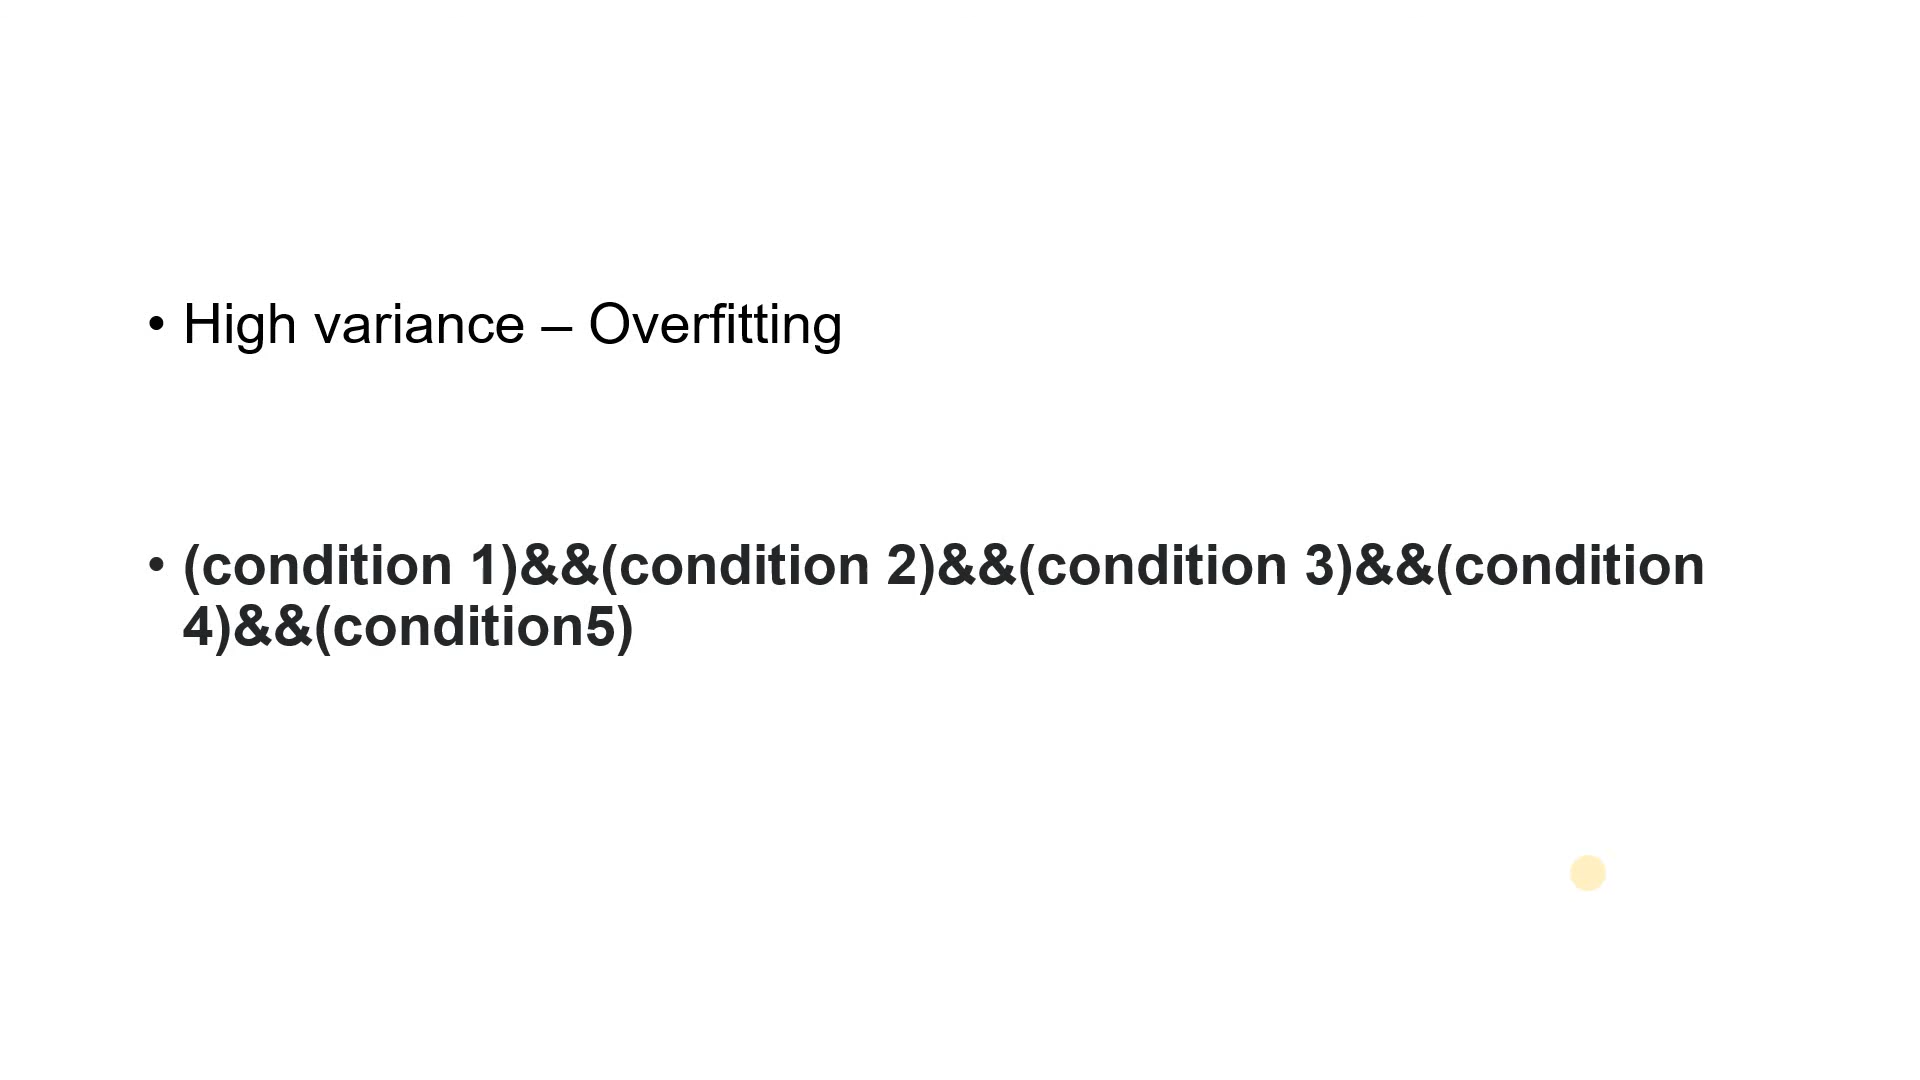 • High variance – Overfitting
• (condition 1)&&(condition 2)&&(condition 3)&&(condition
4)&&(condition5)